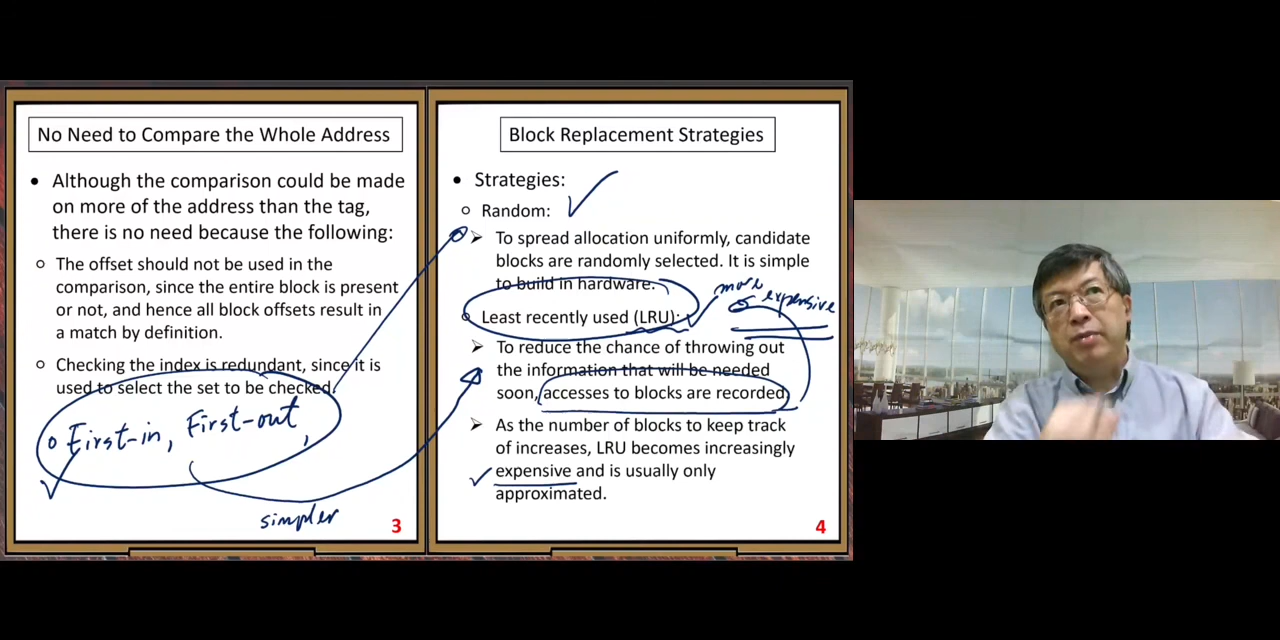 No Need to Compare the Whole Address
• Although the comparison could be made
on more of the address than the tag,
there is no need because the following:
○ The offset should not be used in the
comparison, since the entire block is present
or not, and hence all block offsets result in
a match by definition.
○ Checking the index is redundant, since it is
used to select the set to be checked.
○ First-in, First-out,
simpler
3
Block Replacement Strategies
• Strategies:
○ Random:
➢ To spread allocation uniformly, candidate
blocks are randomly selected. It is simple
to build in hardware.
more
expensive
○ Least recently used (LRU):
➢ To reduce the chance of throwing out
the information that will be needed
soon, accesses to blocks are recorded.
➢ As the number of blocks to keep track
of increases, LRU becomes increasingly
expensive and is usually only
approximated.
4